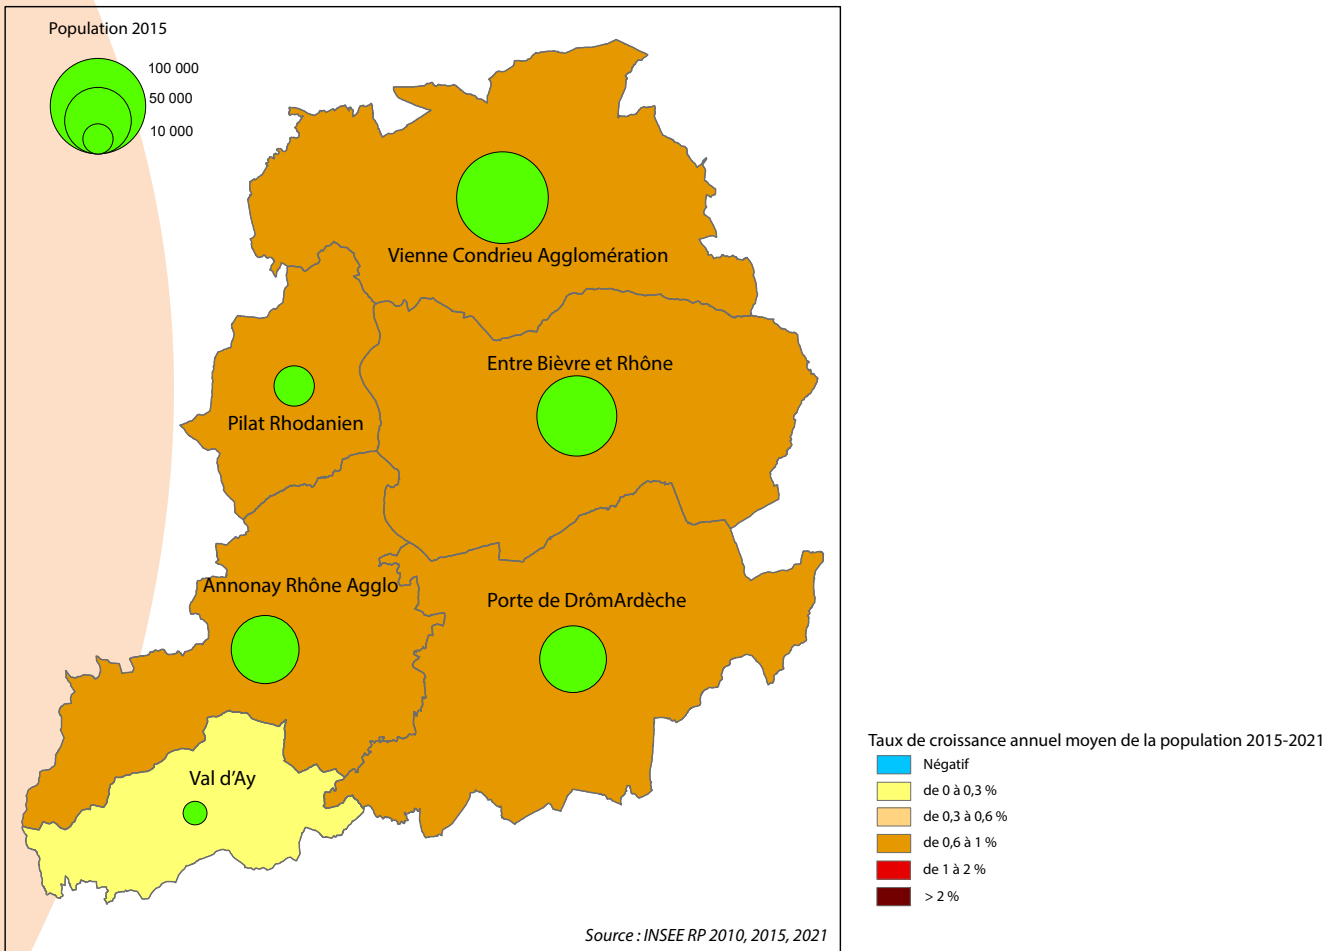 Population 2015
100 000
50 000
10 000
Vienne Condrieu Agglomération
Entre Bièvre et Rhône
Pilat Rhodanien
Annonay Rhône Agglo
Porte de DrômArdèche
Val d'Ay
Source : INSEE RP 2010, 2015, 2021
Taux de croissance annuel moyen de la population 2015-2021
Négatif
de 0 à 0,3 %
de 0,3 à 0,6 %
de 0,6 à 1 %
de 1 à 2 %
> 2 %